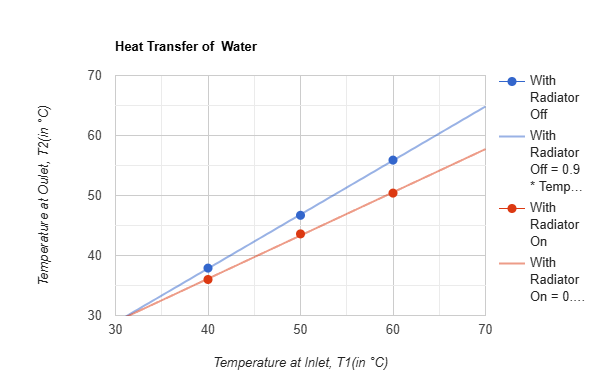 Heat Transfer of  Water
70
60
50
40
30
30 40 50 60 70
Temperature at Oulet, T2(in °C)
Temperature at Inlet, T1(in °C)
With
Radiator
Off
With
Radiator
Off = 0.9
* Temp...
With
Radiator
On
With
Radiator
On = 0....